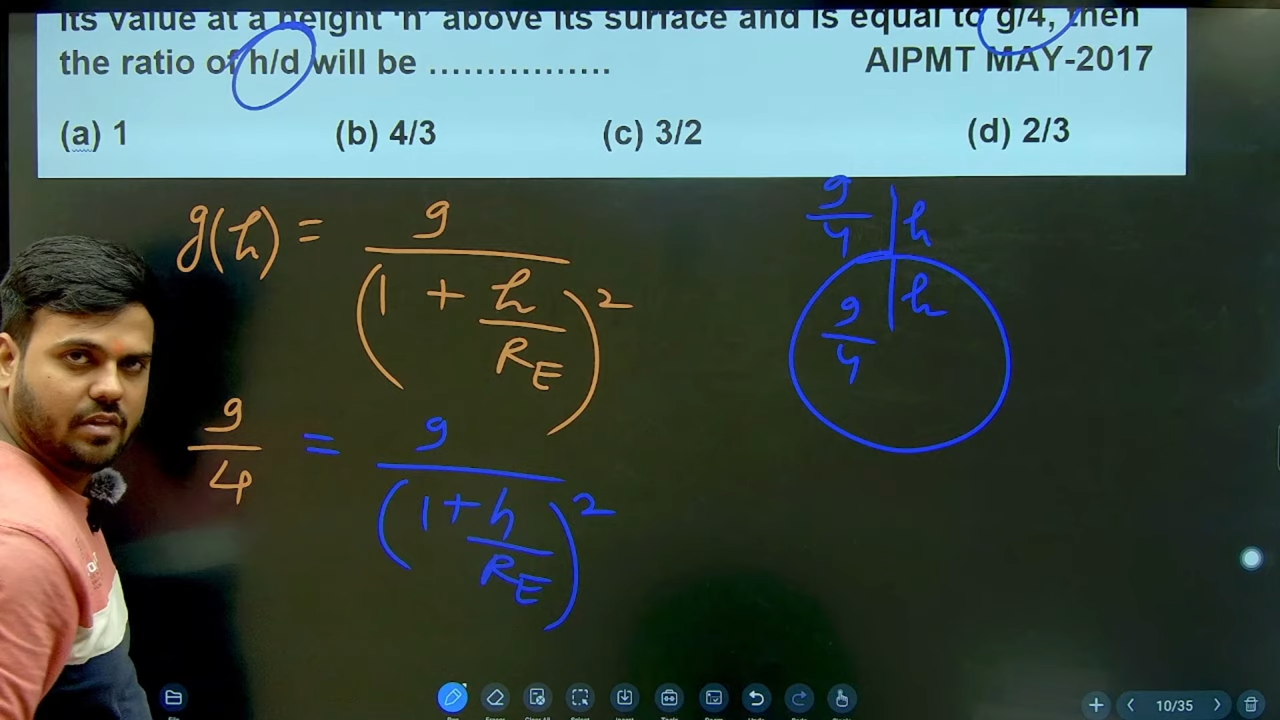 its value at a height ‘h’ above its surface and is equal to g/4, then
the ratio of h/d will be ................
AIPMT MAY-2017
(a) 1 (b) 4/3 (c) 3/2 (d) 2/3
g(h) = g / (1 + h/R_E)^2
g/4 | h
g/4 | h
g/4 = g / (1 + h/R_E)^2
File
10/35